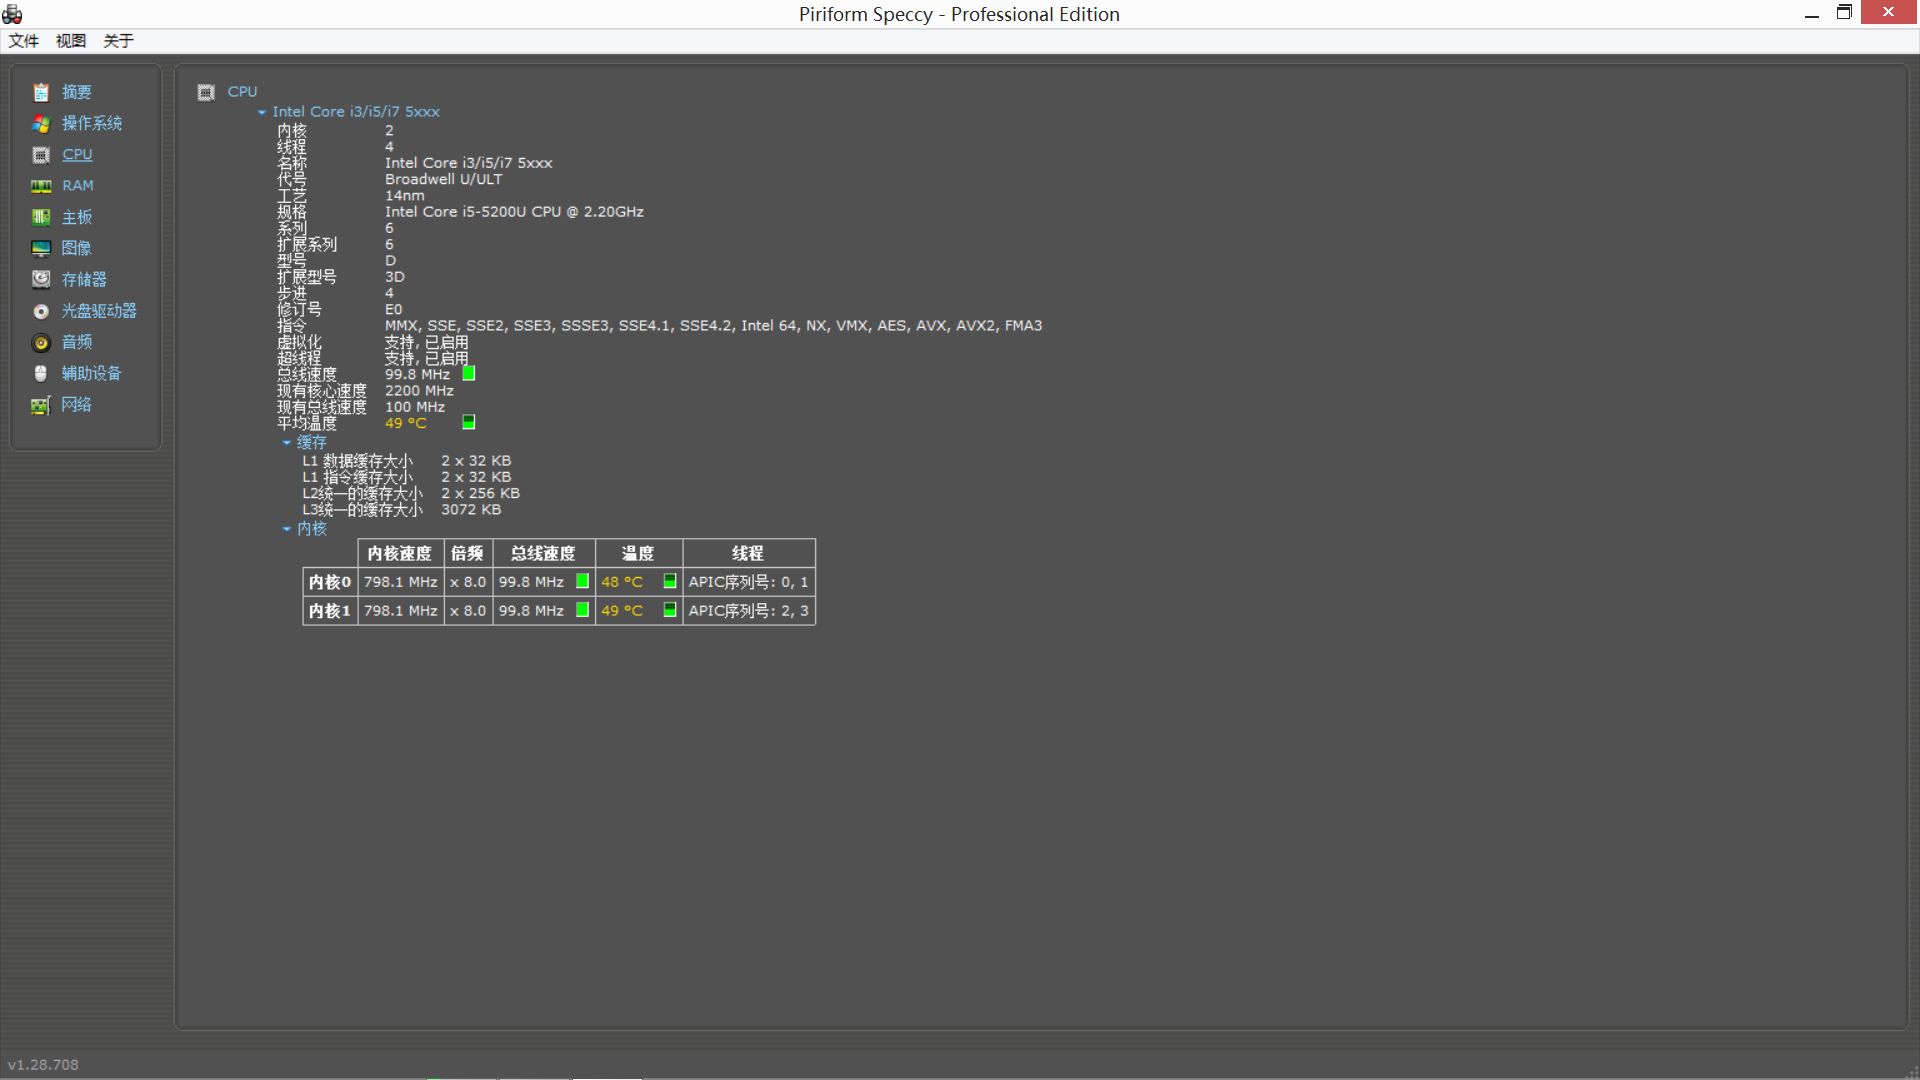 Piriform Speccy - Professional Edition
文件 视图 关于
摘要
操作系统
CPU
RAM
主板
图像
存储器
光盘驱动器
音频
辅助设备
网络
CPU
Intel Core i3/i5/i7 5xxx
内核 2
线程 4
名称 Intel Core i3/i5/i7 5xxx
代号 Broadwell U/ULT
工艺 14nm
规格 Intel Core i5-5200U CPU @ 2.20GHz
系列 6
扩展系列 6
型号 D
扩展型号 3D
步进 4
修订号 E0
指令 MMX, SSE, SSE2, SSE3, SSSE3, SSE4.1, SSE4.2, Intel 64, NX, VMX, AES, AVX, AVX2, FMA3
虚拟化 支持, 已启用
超线程 支持, 已启用
总线速度 99.8 MHz
现有核心速度 2200 MHz
现有总线速度 100 MHz
平均温度 49 °C
缓存
L1 数据缓存大小 2 x 32 KB
L1 指令缓存大小 2 x 32 KB
L2统一的缓存大小 2 x 256 KB
L3统一的缓存大小 3072 KB
内核
内核速度 倍频 总线速度 温度 线程
内核0 798.1 MHz x 8.0 99.8 MHz 48 °C APIC序列号: 0, 1
内核1 798.1 MHz x 8.0 99.8 MHz 49 °C APIC序列号: 2, 3
v1.28.708